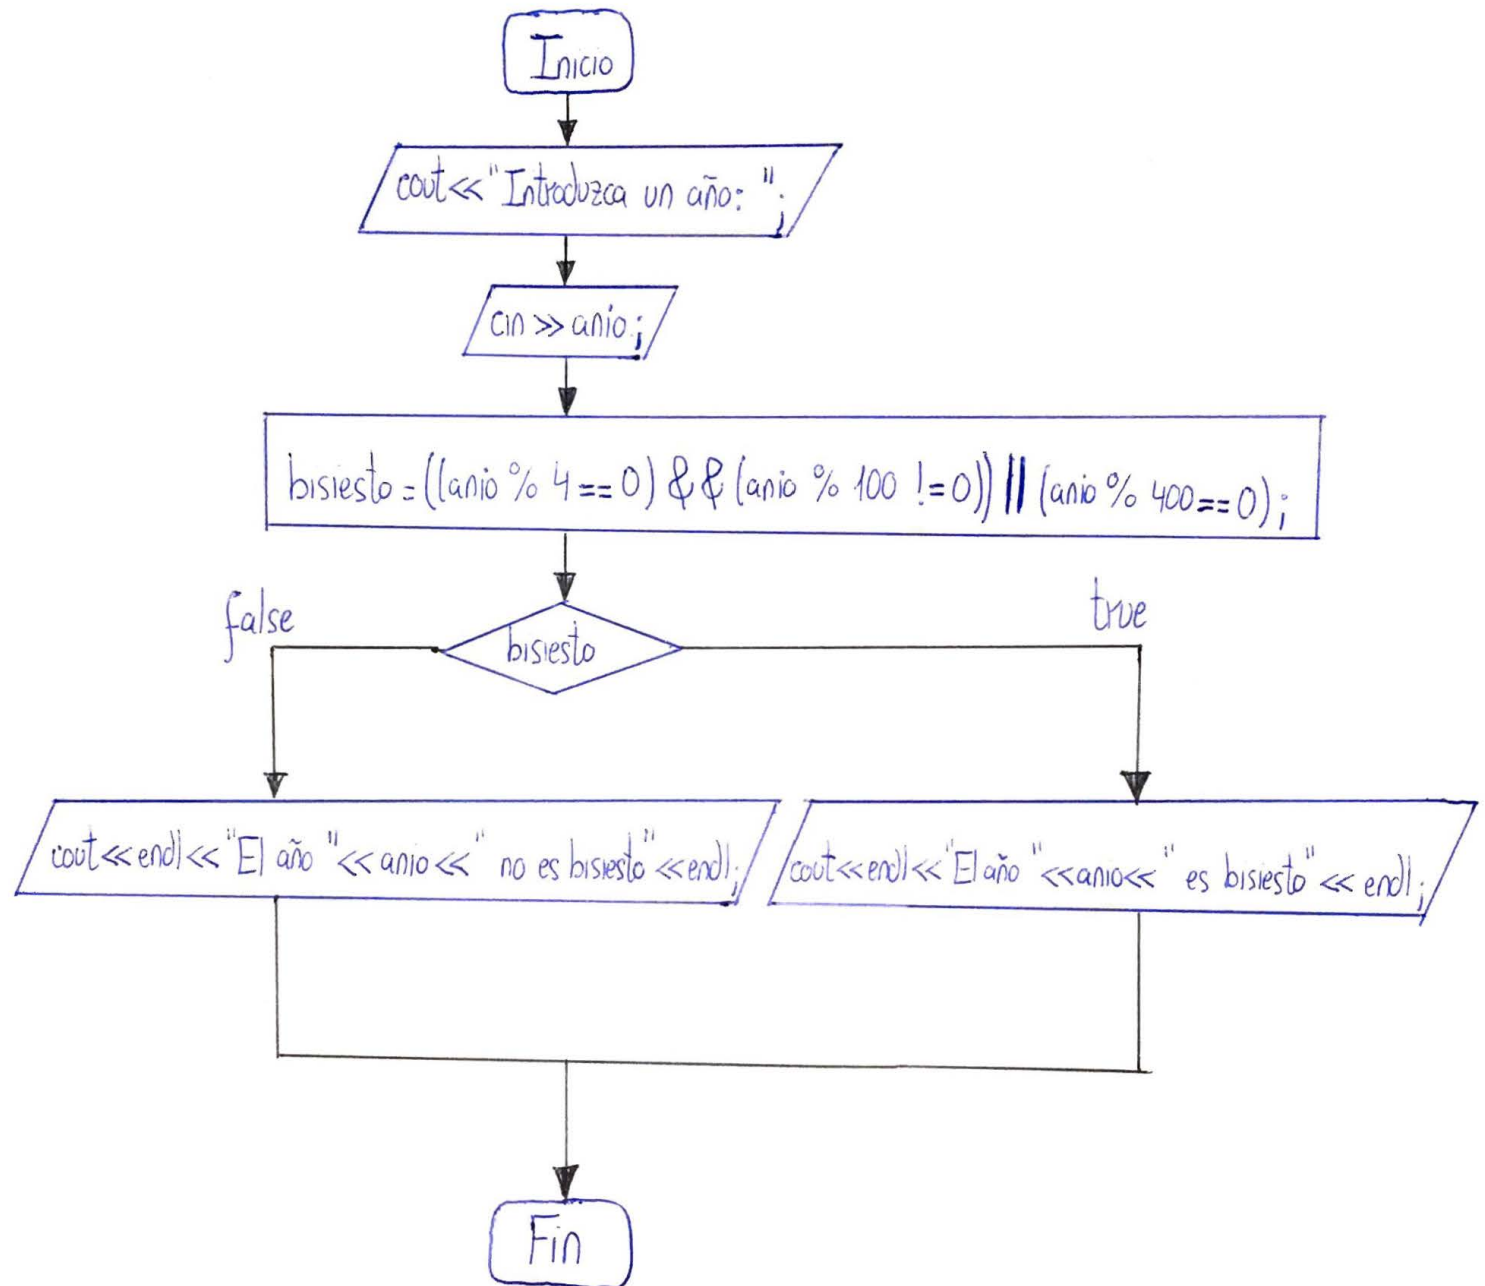 Inicio
cout<<"Introduzca un año: ";
cin>>anio;
bisiesto=((anio % 4==0) && (anio % 100 !=0)) || (anio % 400==0);
false
true
bisiesto
cout<<endl<<"El año "<<anio<<" no es bisiesto"<<endl;
cout<<endl<<"El año "<<anio<<" es bisiesto"<<endl;
Fin